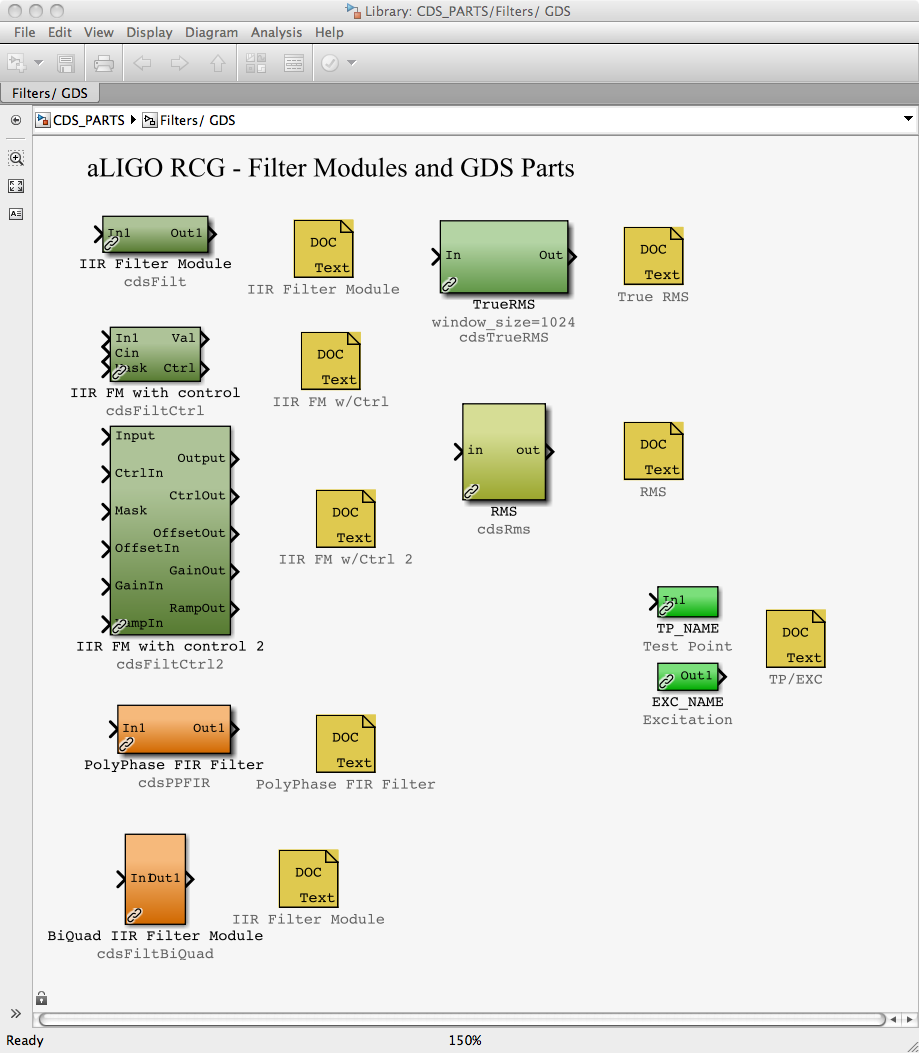 Library: CDS_PARTS/Filters/ GDS
File Edit View Display Diagram Analysis Help
Filters/ GDS
CDS_PARTS Filters/ GDS
aLIGO RCG - Filter Modules and GDS Parts
In1 Out1
IIR Filter Module
cdsFilt
DOC
Text
IIR Filter Module
In Out
TrueRMS
window_size=1024
cdsTrueRMS
DOC
Text
True RMS
In1 Val
Cin
Mask Ctrl
IIR FM with control
cdsFiltCtrl
DOC
Text
IIR FM w/Ctrl
in out
RMS
cdsRms
DOC
Text
RMS
Input
Output
CtrlIn
CtrlOut
Mask
OffsetOut
OffsetIn
GainOut
GainIn
RampOut
RampIn
IIR FM with control 2
cdsFiltCtrl2
DOC
Text
IIR FM w/Ctrl 2
In1
TP_NAME
Test Point
Out1
EXC_NAME
Excitation
DOC
Text
TP/EXC
In1 Out1
PolyPhase FIR Filter
cdsPPFIR
DOC
Text
PolyPhase FIR Filter
In1 Out1
BiQuad IIR Filter Module
cdsFiltBiQuad
DOC
Text
IIR Filter Module
Ready 150%